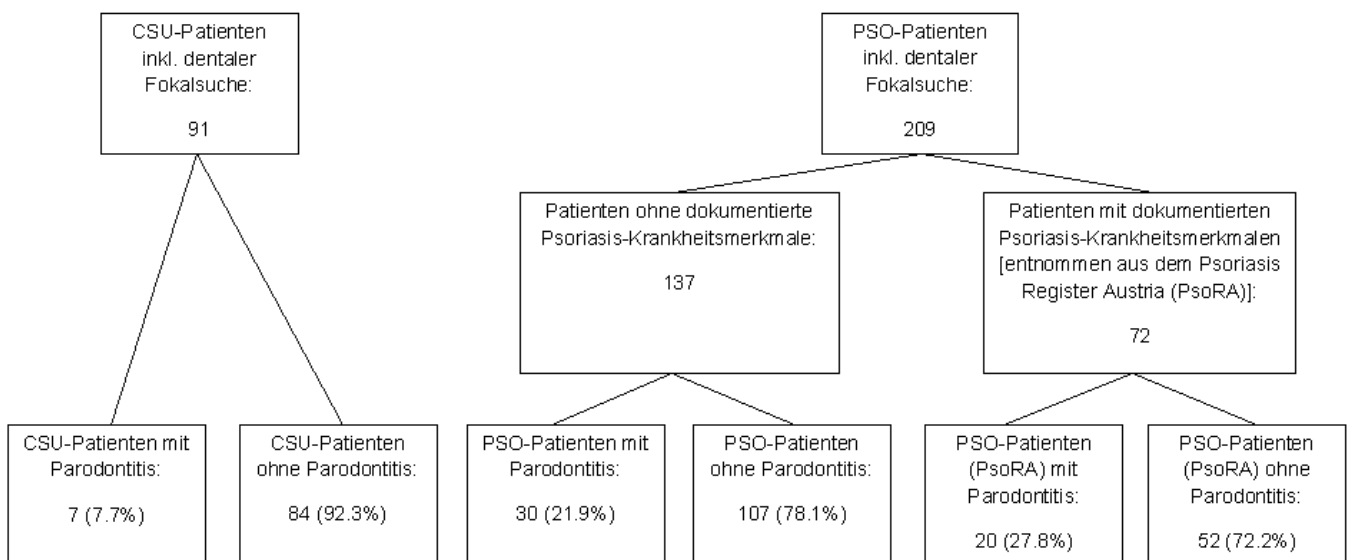 CSU-Patienten
inkl. dentaler
Fokalsuche:
91
PSO-Patienten
inkl. dentaler
Fokalsuche:
209
Patienten ohne dokumentierte
Psoriasis-Krankheitsmerkmale:
137
Patienten mit dokumentierten
Psoriasis-Krankheitsmerkmalen
[entnommen aus dem Psoriasis
Register Austria (PsoRA)]:
72
CSU-Patienten mit
Parodontitis:
7 (7.7%)
CSU-Patienten
ohne Parodontitis:
84 (92.3%)
PSO-Patienten mit
Parodontitis:
30 (21.9%)
PSO-Patienten
ohne Parodontitis:
107 (78.1%)
PSO-Patienten
(PsoRA) mit
Parodontitis:
20 (27.8%)
PSO-Patienten
(PsoRA) ohne
Parodontitis:
52 (72.2%)